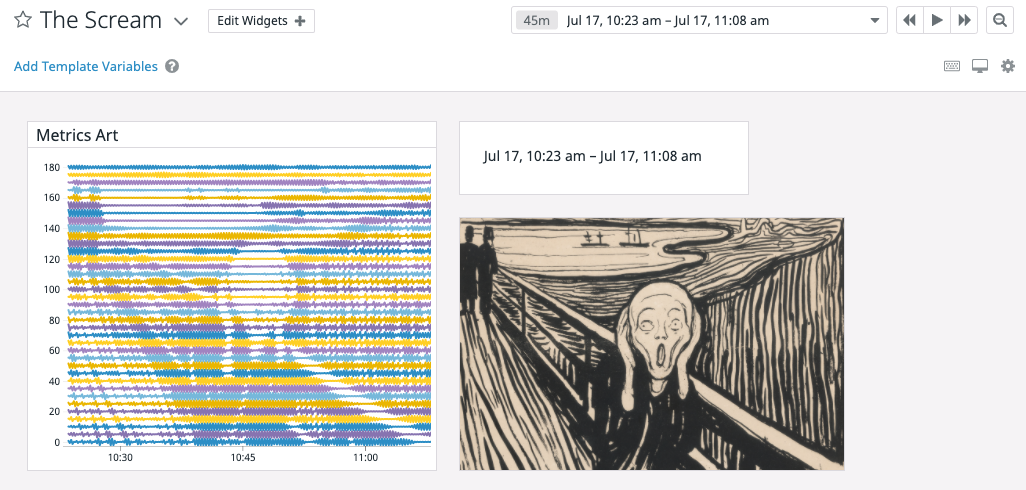 The Scream
Edit Widgets +
45m Jul 17, 10:23 am – Jul 17, 11:08 am
Add Template Variables ?
Metrics Art
180
160
140
120
100
80
60
40
20
0
10:30 10:45 11:00
Jul 17, 10:23 am – Jul 17, 11:08 am